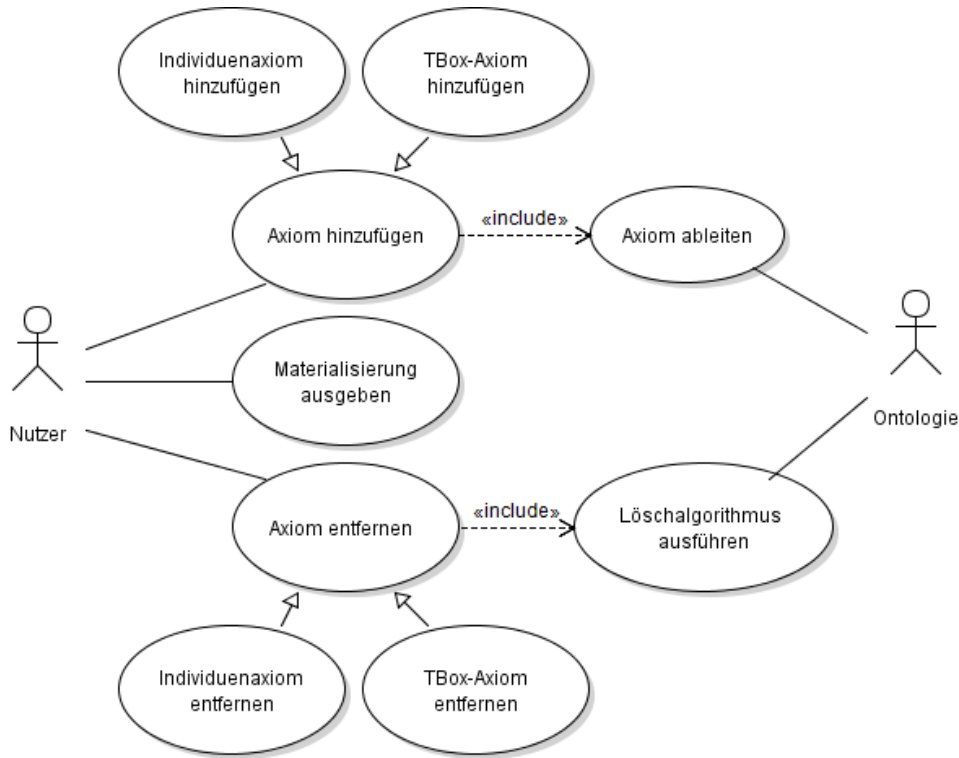 Individuenaxiom
hinzufügen
TBox-Axiom
hinzufügen
Axiom hinzufügen
«include»
Axiom ableiten
Materialisierung
ausgeben
Nutzer
Ontologie
Axiom entfernen
«include»
Löschalgorithmus
ausführen
Individuenaxiom
entfernen
TBox-Axiom
entfernen